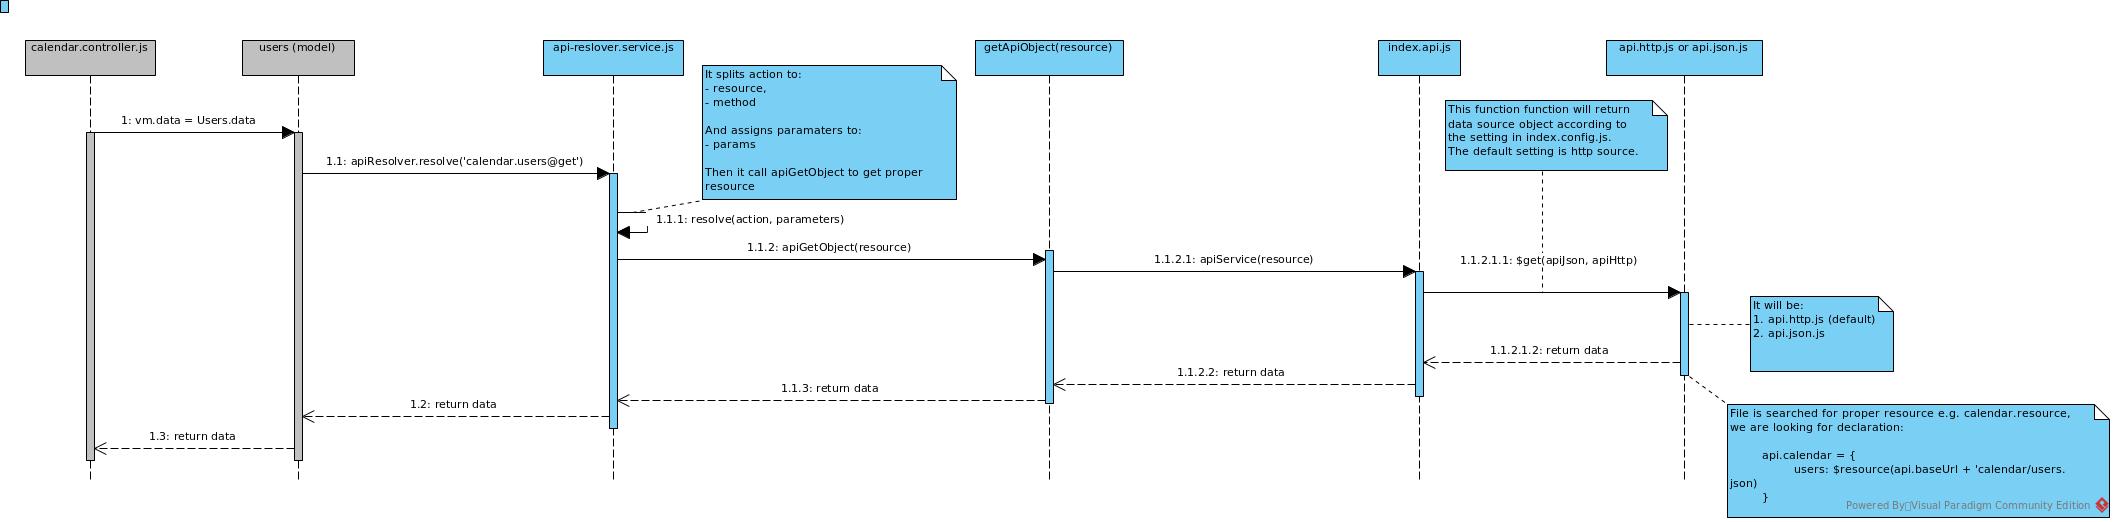 calendar.controller.js
users (model)
api-reslover.service.js
getApiObject(resource)
index.api.js
api.http.js or api.json.js
It splits action to:
- resource,
- method
And assigns paramaters to:
- params
Then it call apiGetObject to get proper
resource
This function function will return
data source object according to
the setting in index.config.js.
The default setting is http source.
1: vm.data = Users.data
1.1: apiResolver.resolve('calendar.users@get')
1.1.1: resolve(action, parameters)
1.1.2: apiGetObject(resource)
1.1.2.1: apiService(resource)
1.1.2.1.1: $get(apiJson, apiHttp)
It will be:
1. api.http.js (default)
2. api.json.js
1.1.2.1.2: return data
1.1.2.2: return data
1.1.3: return data
1.2: return data
1.3: return data
File is searched for proper resource e.g. calendar.resource,
we are looking for declaration:
api.calendar = {
users: $resource(api.baseUrl + 'calendar/users.
json)
}
Powered By Visual Paradigm Community Edition